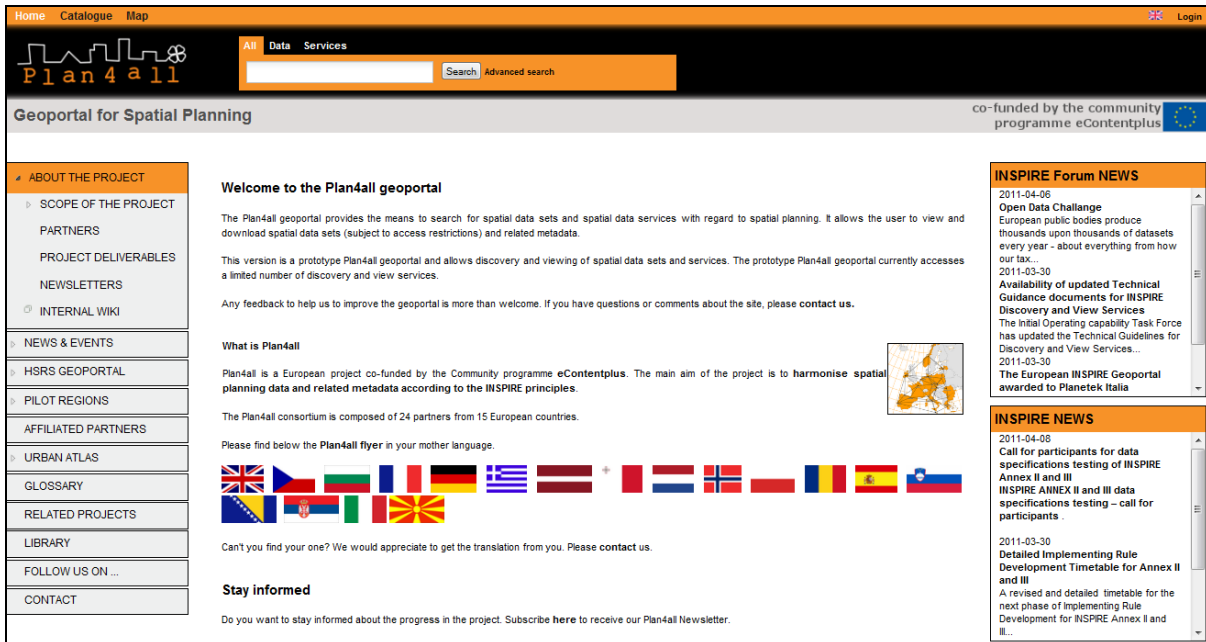 Home Catalogue Map
Login
Plan4all
All Data Services
Search Advanced search
Geoportal for Spatial Planning
co-funded by the community
programme eContentplus
ABOUT THE PROJECT
SCOPE OF THE PROJECT
PARTNERS
PROJECT DELIVERABLES
NEWSLETTERS
INTERNAL WIKI
NEWS & EVENTS
HSRS GEOPORTAL
PILOT REGIONS
AFFILIATED PARTNERS
URBAN ATLAS
GLOSSARY
RELATED PROJECTS
LIBRARY
FOLLOW US ON ...
CONTACT
Welcome to the Plan4all geoportal
The Plan4all geoportal provides the means to search for spatial data sets and spatial data services with regard to spatial planning. It allows the user to view and
download spatial data sets (subject to access restrictions) and related metadata.
This version is a prototype Plan4all geoportal and allows discovery and viewing of spatial data sets and services. The prototype Plan4all geoportal currently accesses
a limited number of discovery and view services.
Any feedback to help us to improve the geoportal is more than welcome. If you have questions or comments about the site, please contact us.
What is Plan4all
Plan4all is a European project co-funded by the Community programme eContentplus. The main aim of the project is to harmonise spatial
planning data and related metadata according to the INSPIRE principles.
The Plan4all consortium is composed of 24 partners from 15 European countries.
Please find below the Plan4all flyer in your mother language.
Can't you find your one? We would appreciate to get the translation from you. Please contact us.
Stay informed
Do you want to stay informed about the progress in the project. Subscribe here to receive our Plan4all Newsletter.
INSPIRE Forum NEWS
2011-04-06
Open Data Challange
European public bodies produce
thousands upon thousands of datasets
every year - about everything from how
our tax...
2011-03-30
Availability of updated Technical
Guidance documents for INSPIRE
Discovery and View Services
The Initial Operating capability Task Force
has updated the Technical Guidelines for
Discovery and View Services...
2011-03-30
The European INSPIRE Geoportal
awarded to Planetek Italia
INSPIRE NEWS
2011-04-08
Call for participants for data
specifications testing of INSPIRE
Annex II and III
INSPIRE ANNEX II and III data
specifications testing – call for
participants .
2011-03-30
Detailed Implementing Rule
Development Timetable for Annex II
and III
A revised and detailed timetable for the
next phase of Implementing Rule
Development for INSPIRE Annex II and
III...